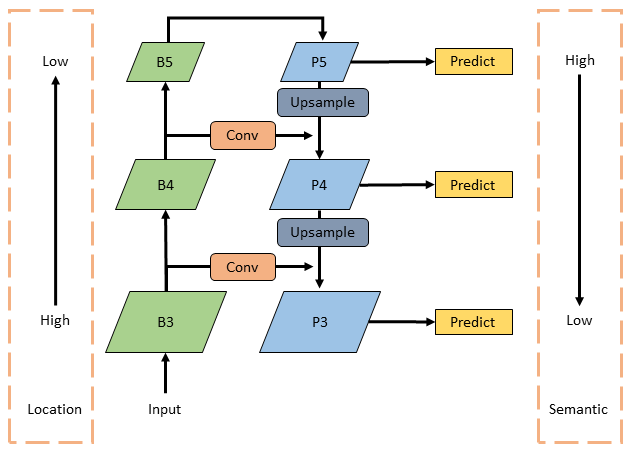 Low
High
Location
B5
B4
B3
Input
Conv
Conv
P5
Upsample
P4
Upsample
P3
Predict
Predict
Predict
High
Low
Semantic